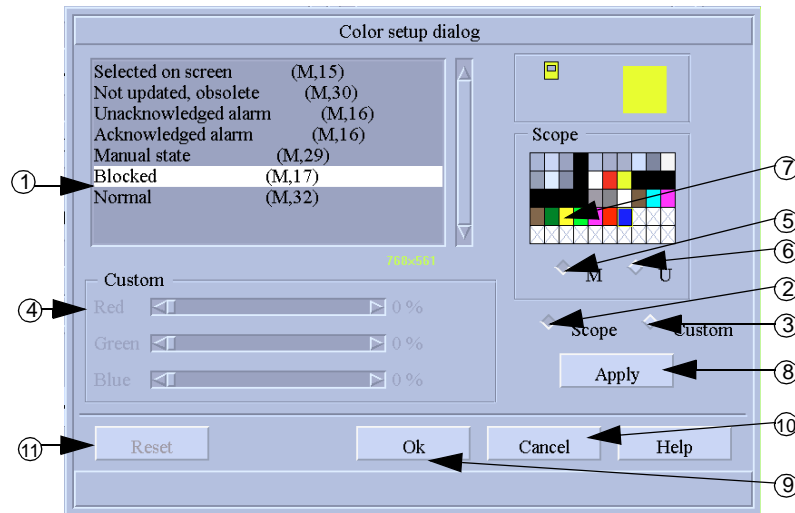 Color setup dialog
Selected on screen (M,15)
Not updated, obsolete (M,30)
Unacknowledged alarm (M,16)
Acknowledged alarm (M,16)
Manual state (M,29)
Blocked (M,17)
Normal (M,32)
768x561
Scope
M U
Scope Custom
Apply
Custom
Red 0 %
Green 0 %
Blue 0 %
Reset Ok Cancel Help
1
4
11
7
5
6
2
3
8
10
9